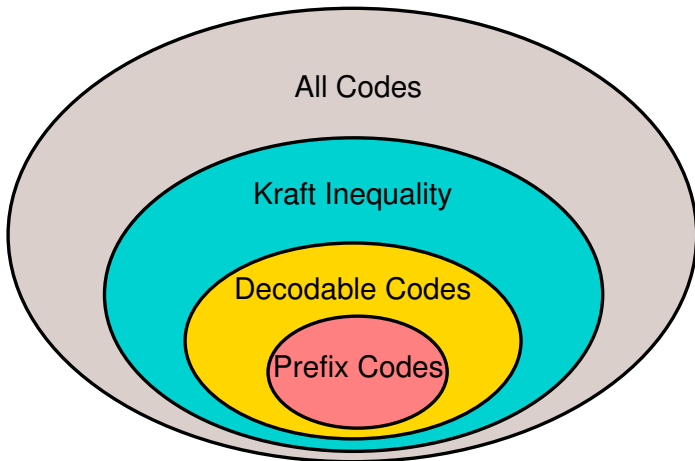 All Codes
Kraft Inequality
Decodable Codes
Prefix Codes